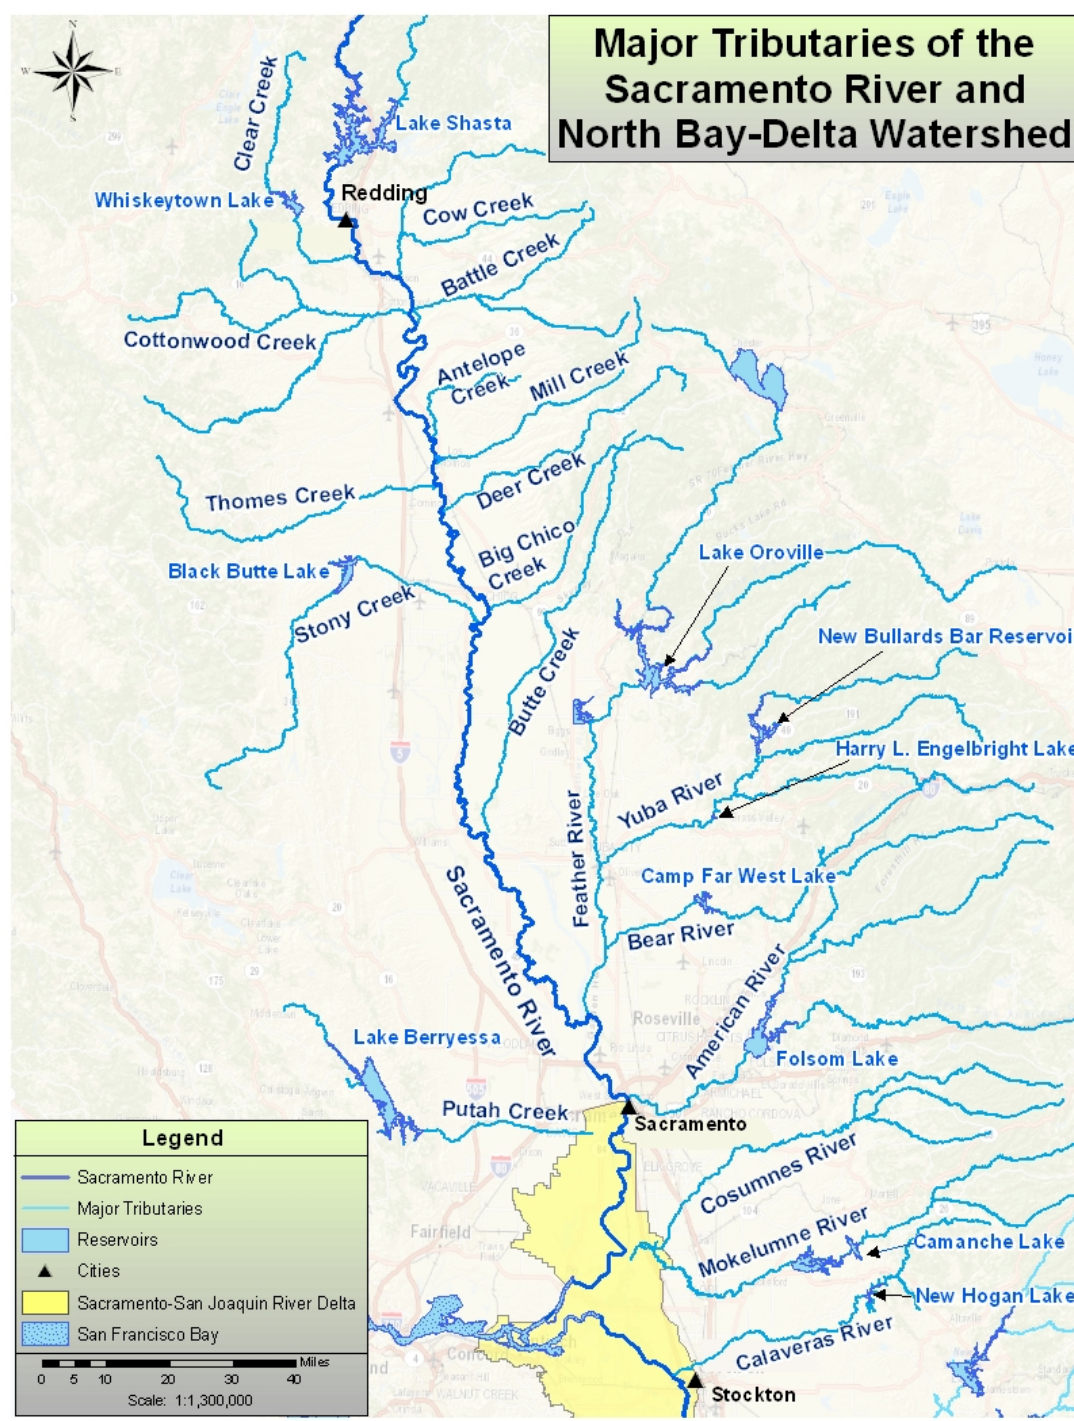 Major Tributaries of the
Sacramento River and
North Bay-Delta Watershed
N
W
E
S
Clear Creek
Lake Shasta
Whiskeytown Lake
Redding
Cow Creek
Battle Creek
Cottonwood Creek
Antelope
Creek
Mill Creek
Thomes Creek
Deer Creek
Big Chico
Creek
Black Butte Lake
Stony Creek
Lake Oroville
New Bullards Bar Reservoi
Butte Creek
Harry L. Engelbright Lake
Yuba River
Feather River
Camp Far West Lake
Sacramento River
Bear River
American River
Roseville
Lake Berryessa
Folsom Lake
Putah Creek
Sacramento
Cosumnes River
Mokelumne River
Fairfield
Camanche Lake
New Hogan Lake
Calaveras River
Stockton
Legend
Sacramento River
Major Tributaries
Reservoirs
Cities
Sacramento-San Joaquin River Delta
San Francisco Bay
Miles
0 5 10 20 30 40
Scale: 1:1,300,000